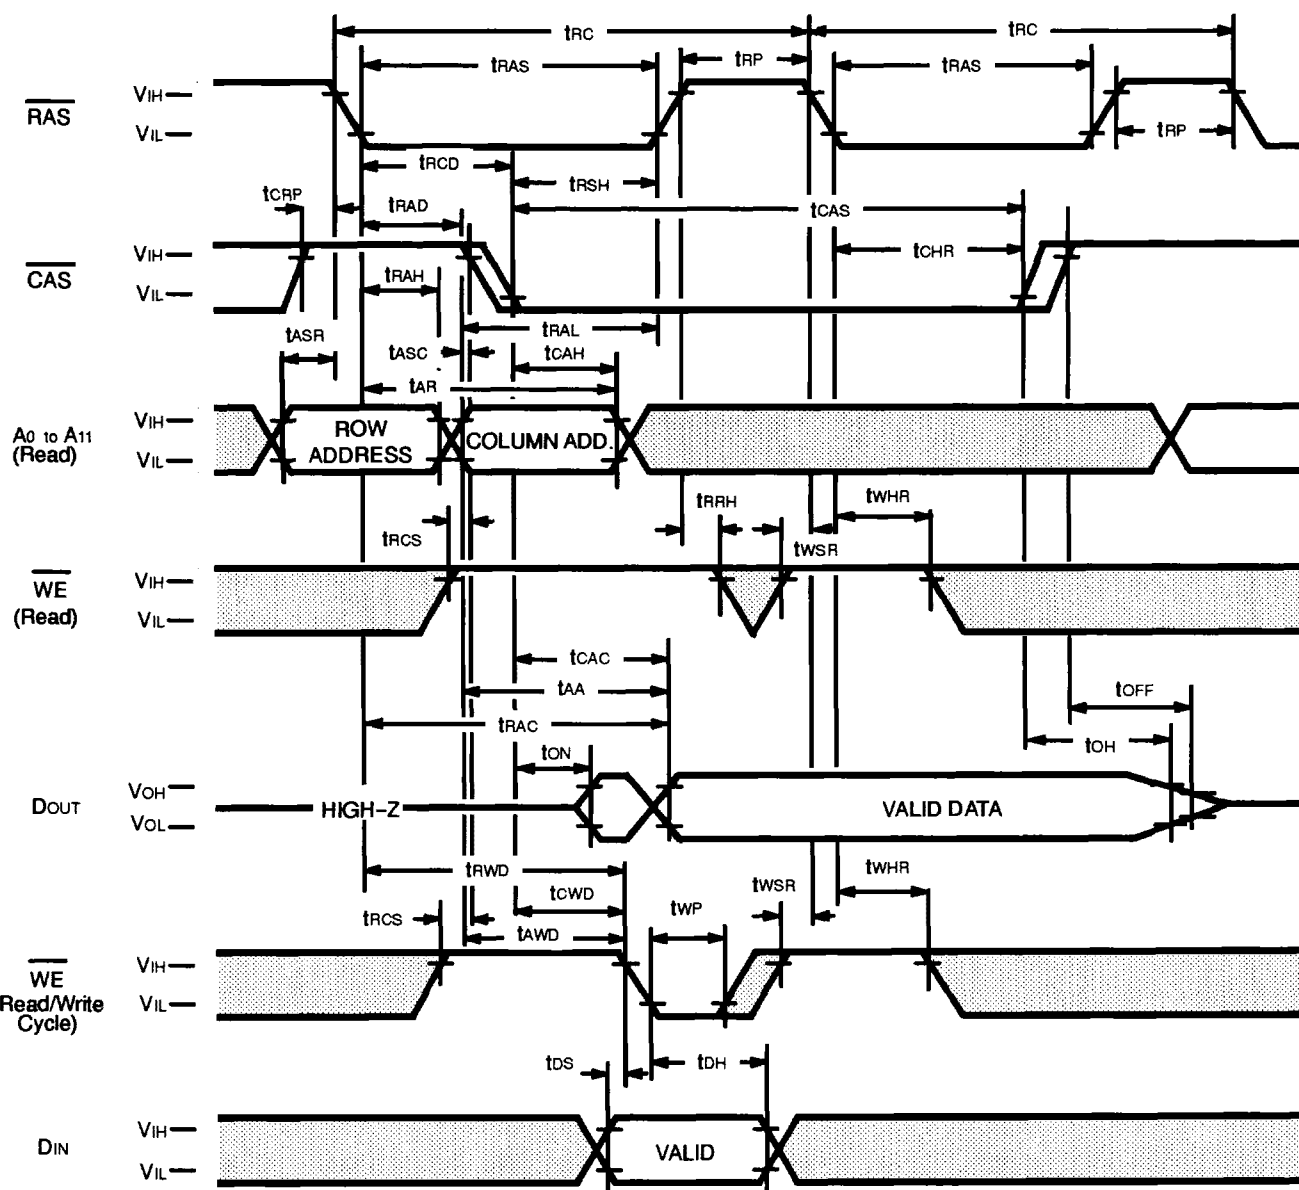 tRC tRC
tRAS tRP tRAS
RAS VIH
VIL
tRP
tRCD
tRSH
tCRP tRAD tCAS
CAS VIH
VIL
tCHR
tRAH
tASR tRAL
tASC tCAH
tAR
A0 to A11
(Read)
VIH
VIL
ROW
ADDRESS
COLUMN ADD.
tRRH tWHR
tRCS tWSR
WE
(Read)
VIH
VIL
tCAC
tAA tOFF
tRAC
tON tOH
DOUT VOH
VOL
HIGH-Z VALID DATA
tRWD tWHR
tCWD tWSR
tRCS tWP
tAWD
WE
Read/Write
Cycle)
VIH
VIL
tDS tDH
DIN VIH
VIL
VALID